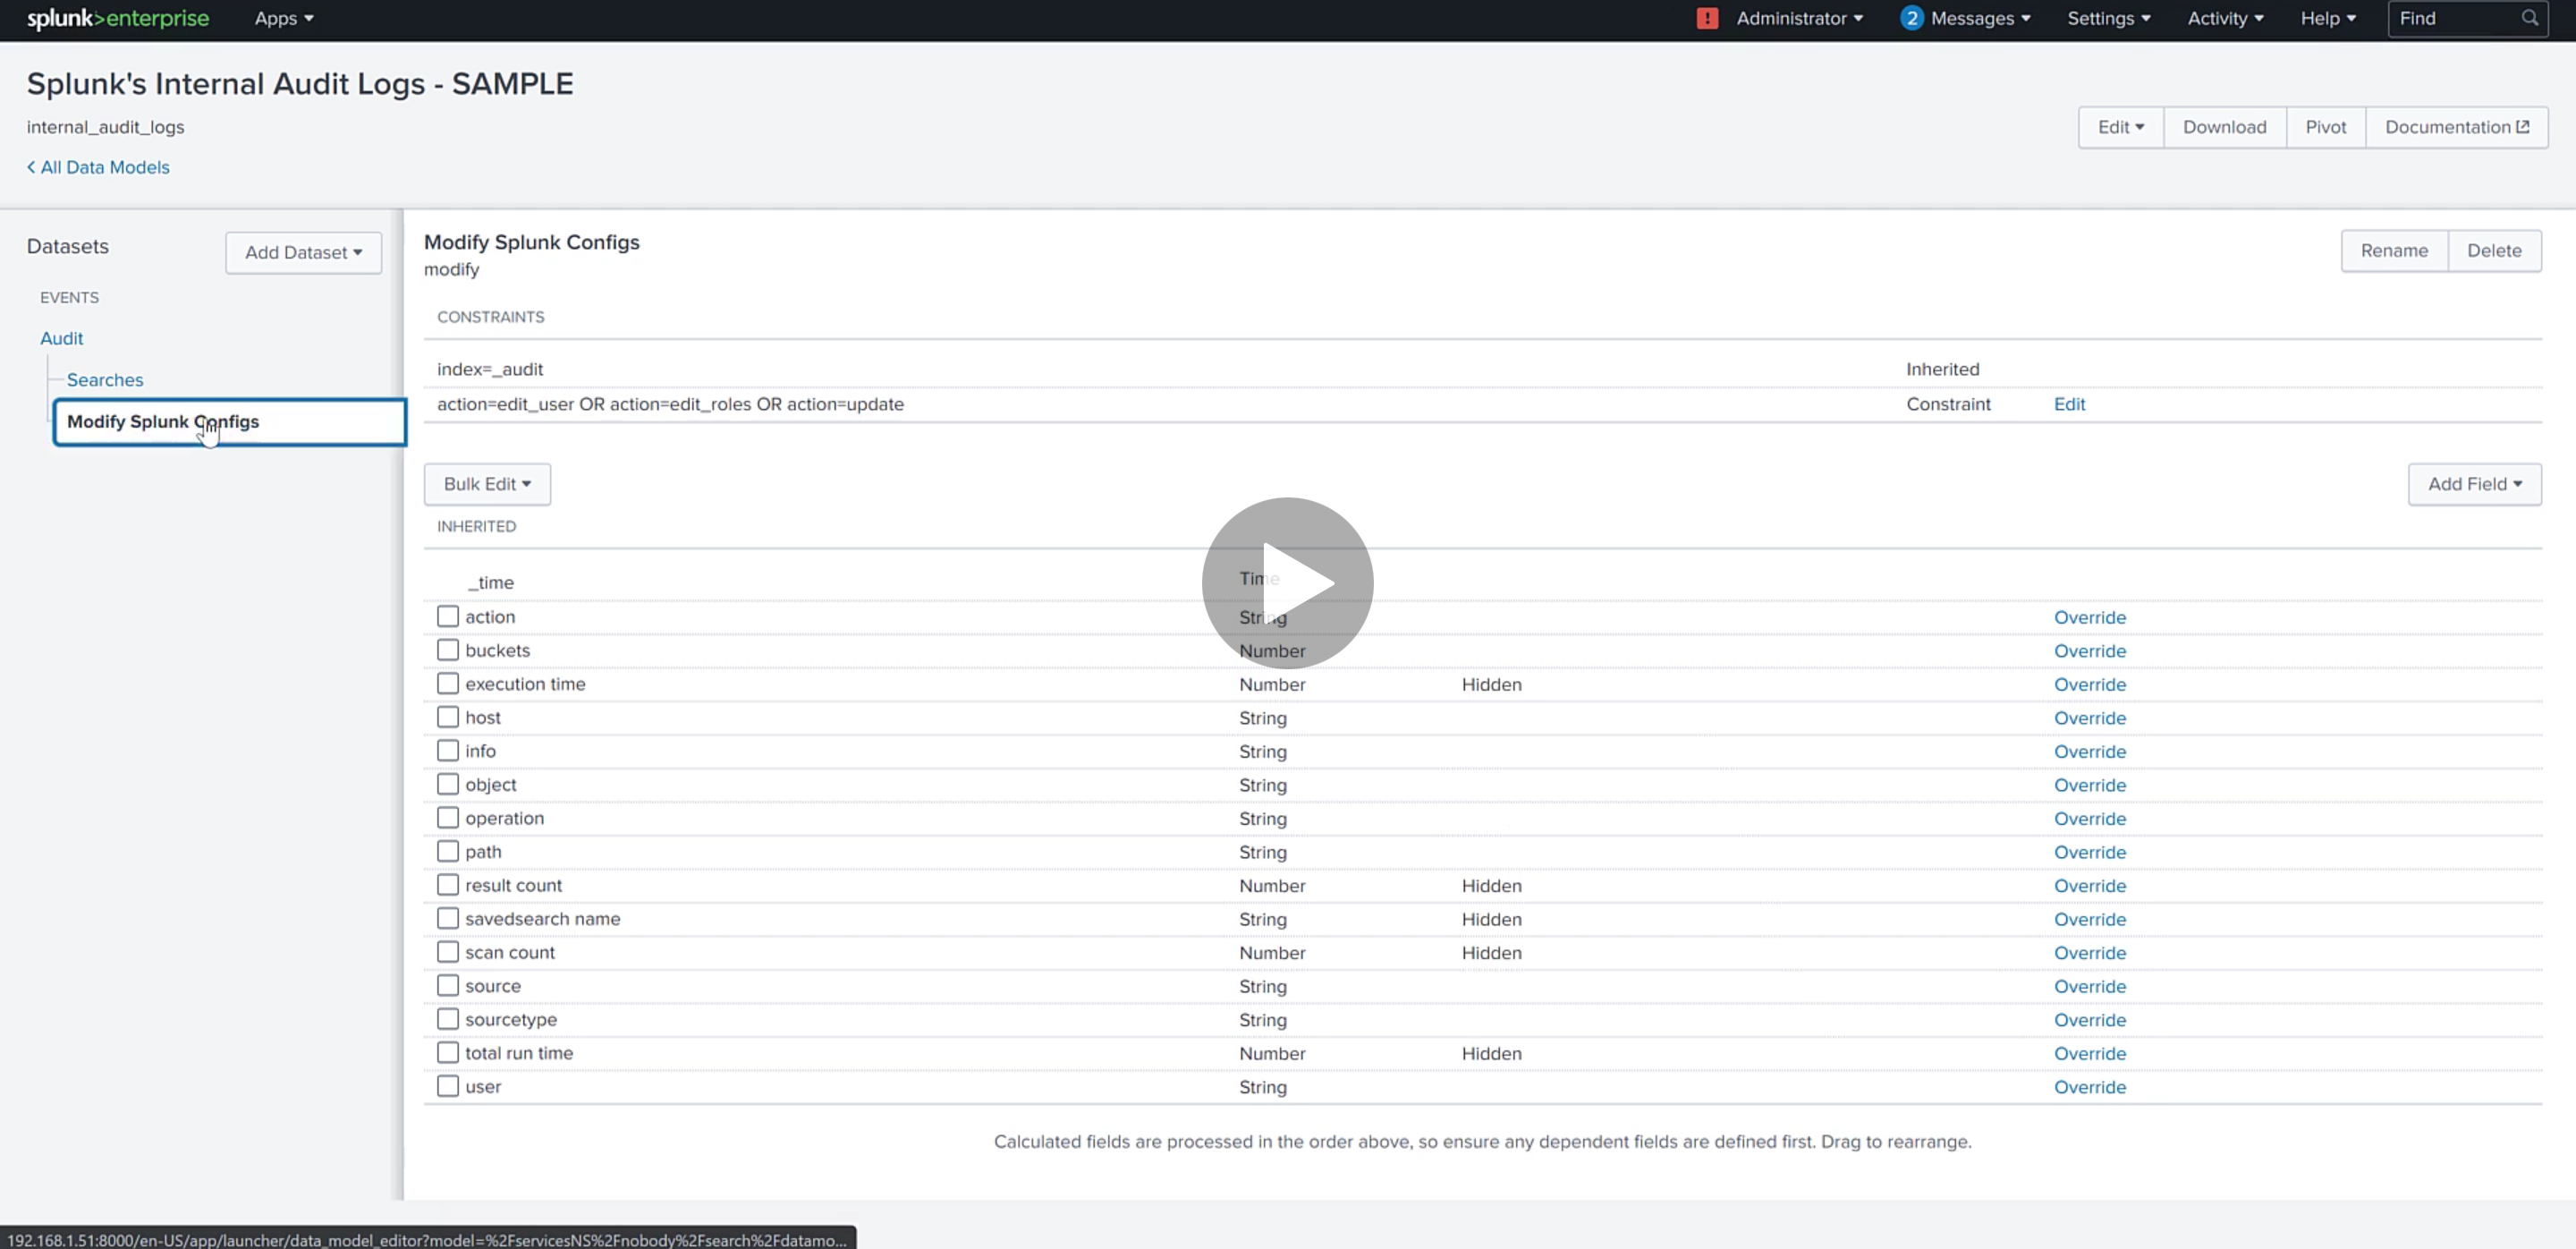 splunk>enterprise Apps Administrator 2 Messages Settings Activity Help Find
Splunk's Internal Audit Logs - SAMPLE
internal_audit_logs
Edit Download Pivot Documentation
All Data Models
Datasets Add Dataset
EVENTS
Audit
Searches
Modify Splunk Configs
Modify Splunk Configs
modify
Rename Delete
CONSTRAINTS
index=_audit Inherited
action=edit_user OR action=edit_roles OR action=update Constraint Edit
Bulk Edit Add Field
INHERITED
_time Time
action String Override
buckets Number Override
execution time Number Hidden Override
host String Override
info String Override
object String Override
operation String Override
path String Override
result count Number Hidden Override
savedsearch name String Hidden Override
scan count Number Hidden Override
source String Override
sourcetype String Override
total run time Number Hidden Override
user String Override
Calculated fields are processed in the order above, so ensure any dependent fields are defined first. Drag to rearrange.
192.168.1.51:8000/en-US/app/launcher/data_model_editor?model=%2FservicesNS%2Fnobody%2Fsearch%2Fdatamo...